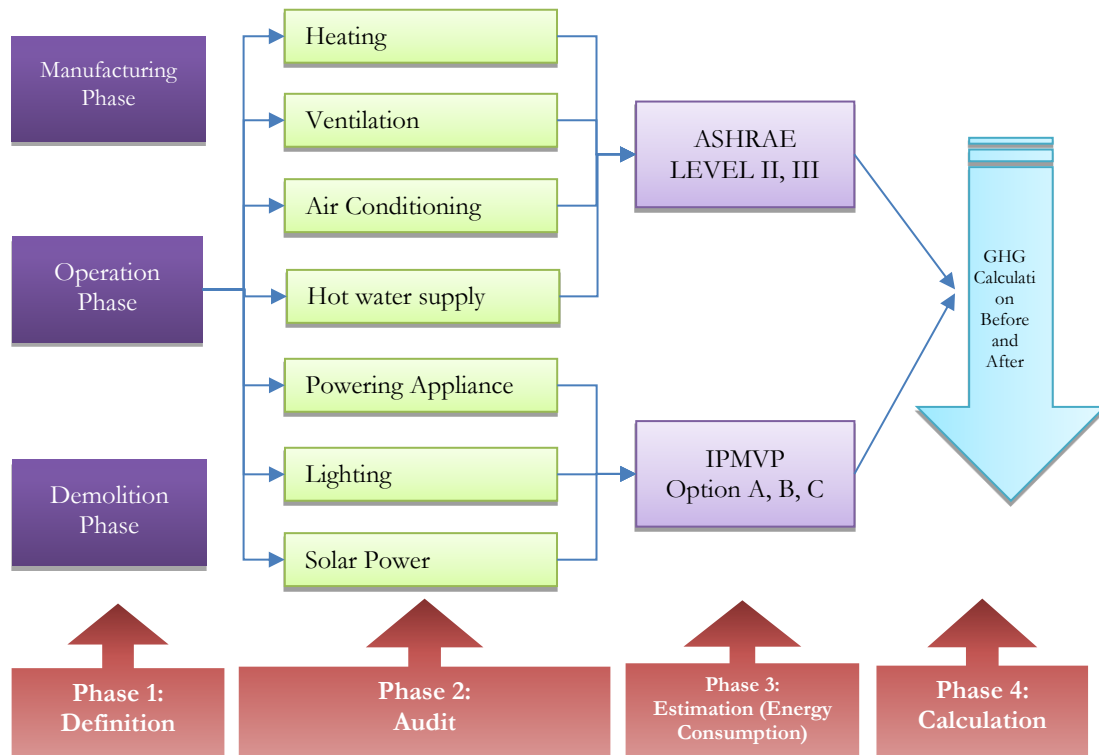 Manufacturing
Phase
Operation
Phase
Demolition
Phase
Heating
Ventilation
Air Conditioning
Hot water supply
Powering Appliance
Lighting
Solar Power
ASHRAE
LEVEL II, III
IPMVP
Option A, B, C
GHG
Calculati
on
Before
and
After
Phase 1:
Definition
Phase 2:
Audit
Phase 3:
Estimation (Energy
Consumption)
Phase 4:
Calculation